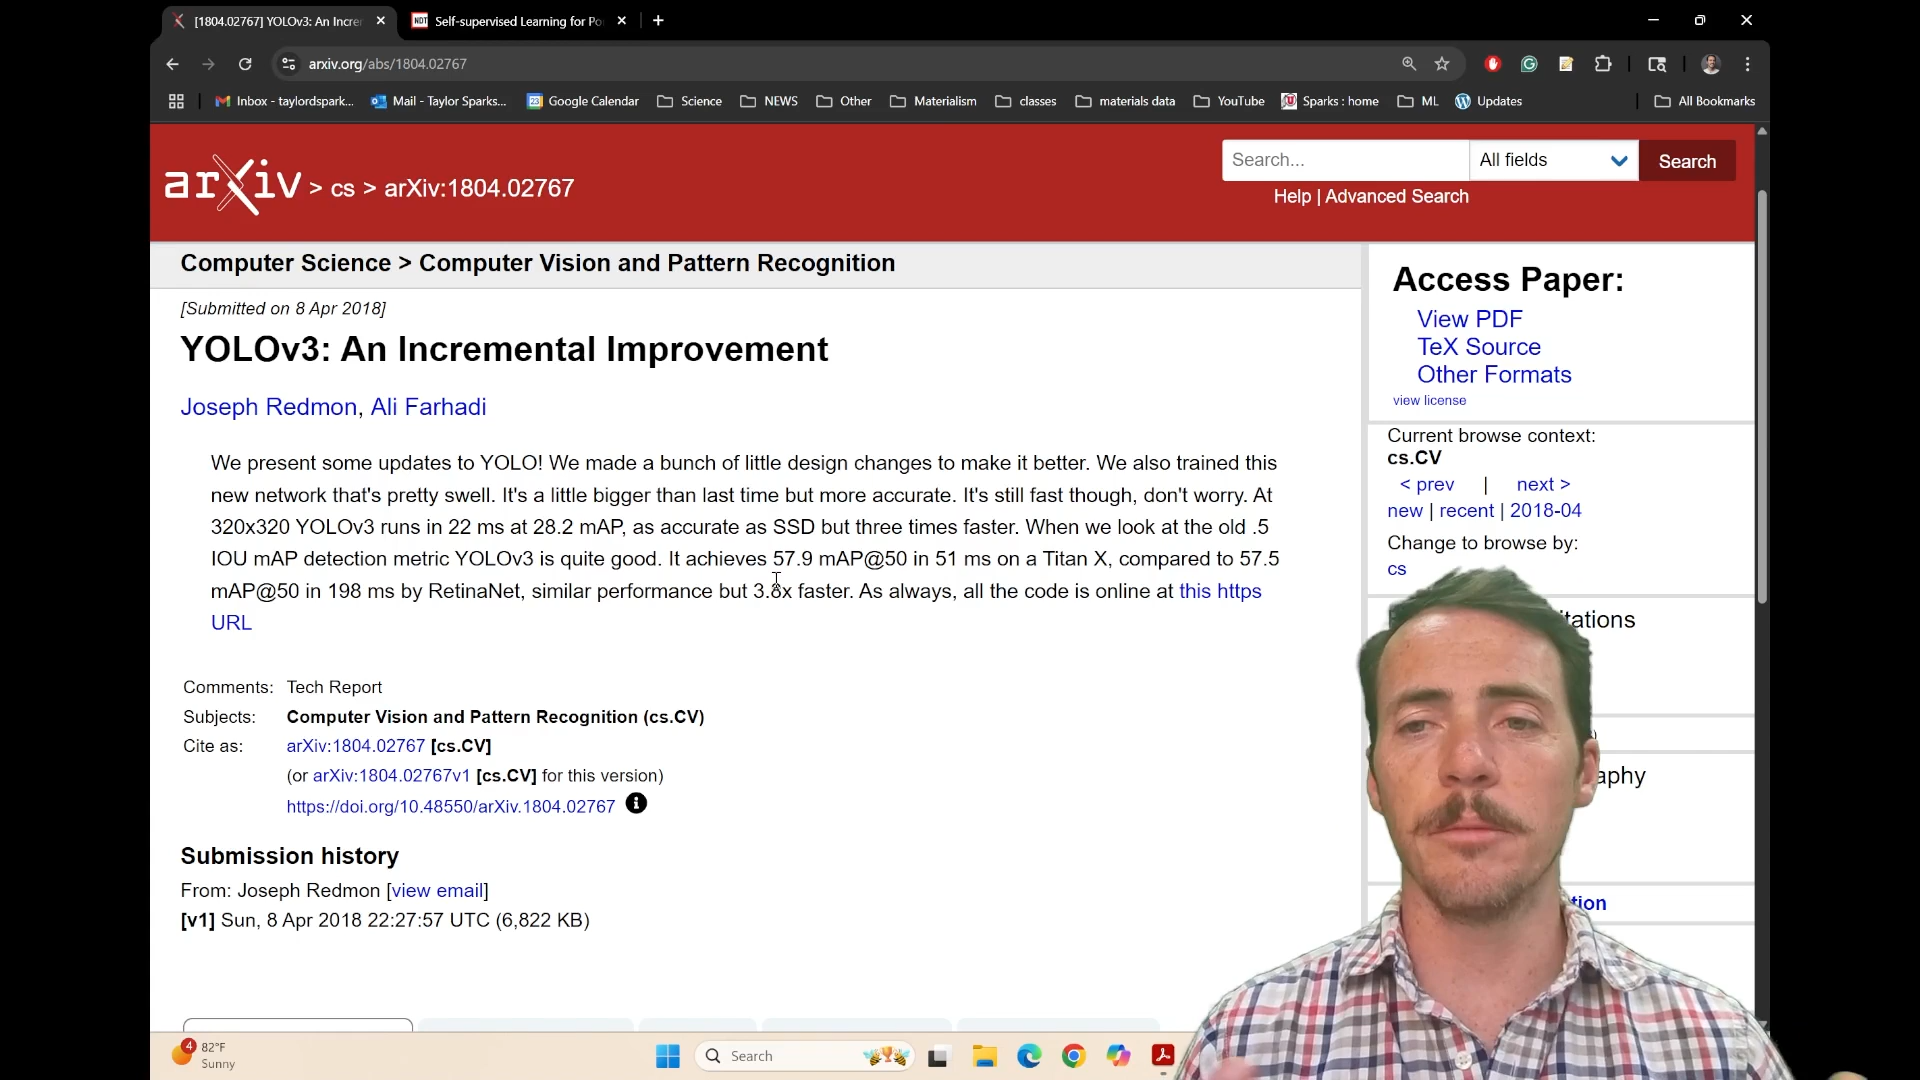 [1804.02767] YOLOv3: An Increr
NDT Self-supervised Learning for Po
arxiv.org/abs/1804.02767
Inbox - taylordspark...
Mail - Taylor Sparks...
Google Calendar
Science
NEWS
Other
Materialism
classes
materials data
YouTube
Sparks : home
ML
Updates
All Bookmarks
arXiv > cs > arXiv:1804.02767
Search...
All fields
Search
Help | Advanced Search
Computer Science > Computer Vision and Pattern Recognition
[Submitted on 8 Apr 2018]
YOLOv3: An Incremental Improvement
Joseph Redmon, Ali Farhadi
We present some updates to YOLO! We made a bunch of little design changes to make it better. We also trained this
new network that's pretty swell. It's a little bigger than last time but more accurate. It's still fast though, don't worry. At
320x320 YOLOv3 runs in 22 ms at 28.2 mAP, as accurate as SSD but three times faster. When we look at the old .5
IOU mAP detection metric YOLOv3 is quite good. It achieves 57.9 mAP@50 in 51 ms on a Titan X, compared to 57.5
mAP@50 in 198 ms by RetinaNet, similar performance but 3.8x faster. As always, all the code is online at this https
URL
Comments: Tech Report
Subjects: Computer Vision and Pattern Recognition (cs.CV)
Cite as: arXiv:1804.02767 [cs.CV]
(or arXiv:1804.02767v1 [cs.CV] for this version)
https://doi.org/10.48550/arXiv.1804.02767
Submission history
From: Joseph Redmon [view email]
[v1] Sun, 8 Apr 2018 22:27:57 UTC (6,822 KB)
Access Paper:
View PDF
TeX Source
Other Formats
view license
Current browse context:
cs.CV
< prev | next >
new | recent | 2018-04
Change to browse by:
cs
tations
aphy
tion
4
82°F
Sunny
Search